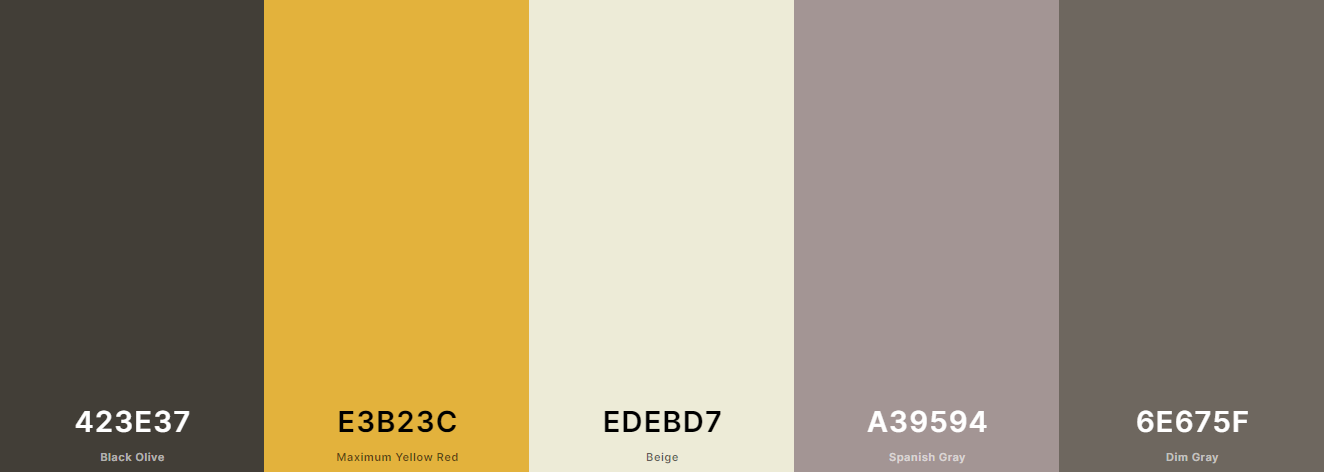 423E37
Black Olive
E3B23C
Maximum Yellow Red
EDEBD7
Beige
A39594
Spanish Gray
6E675F
Dim Gray